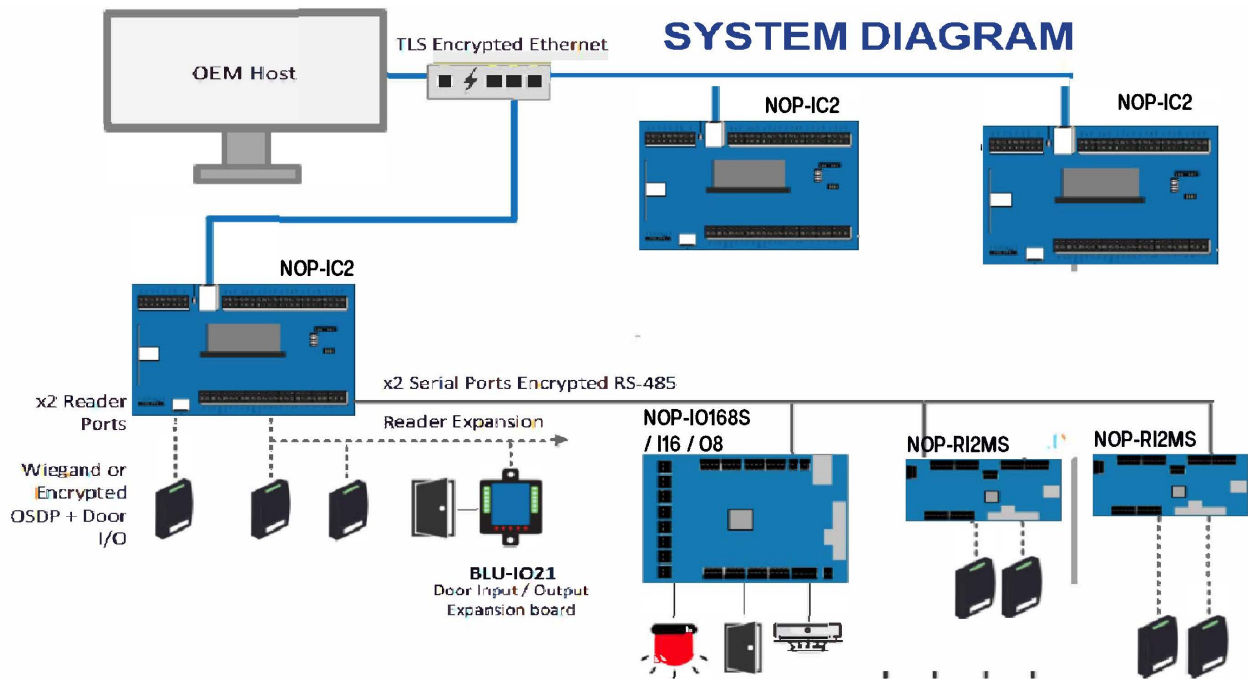 SYSTEM DIAGRAM
TLS Encrypted Ethernet
OEM Host
NOP-IC2
NOP-IC2
NOP-IC2
x2 Serial Ports Encrypted RS-485
x2 Reader
Ports
Reader Expansion
NOP-IO168S
/ I16 / O8
NOP-RI2MS
NOP-RI2MS
Wiegand or
Encrypted
OSDP + Door
I/O
BLU-IO21
Door Input / Output
Expansion board